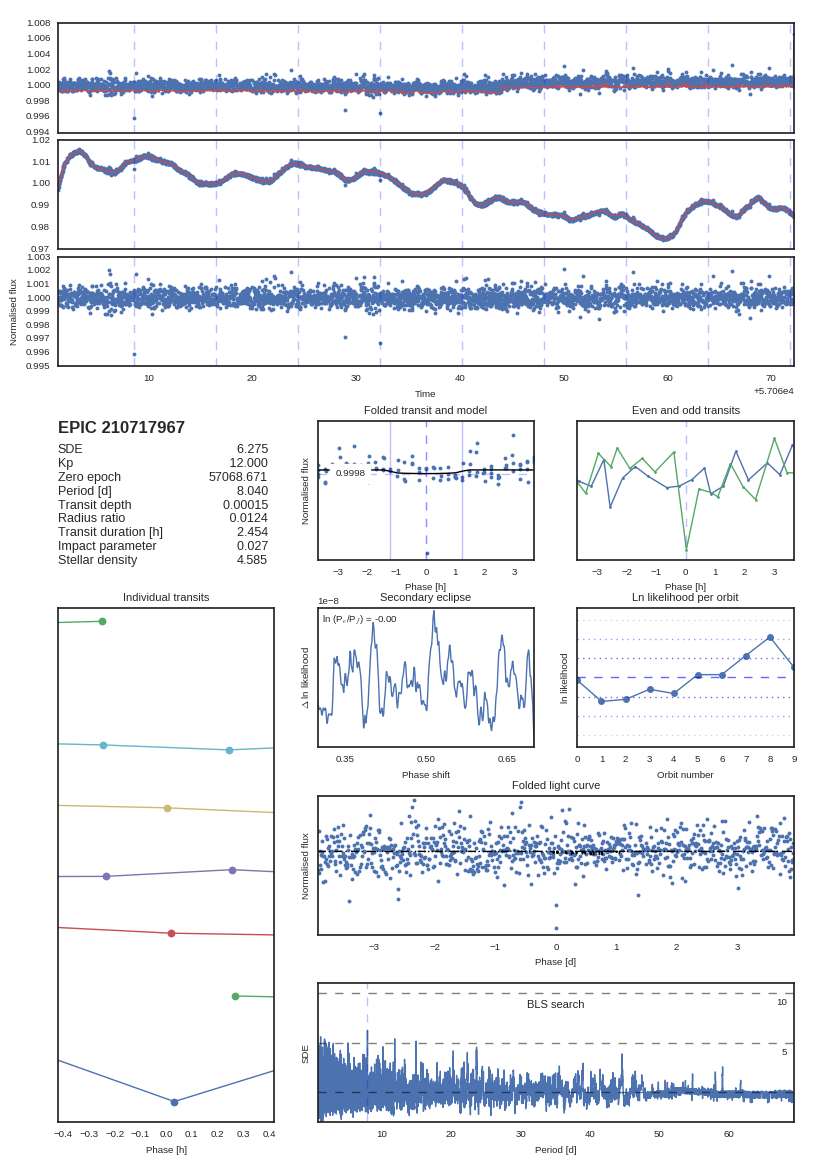 1.008
1.006
1.004
1.002
1.000
0.998
0.996
0.994
1.02
1.01
1.00
0.99
0.98
0.97
1.003
1.002
1.001
1.000
0.999
0.998
0.997
0.996
0.995
Normalised flux
10 20 30 40 50 60 70
Time
+5.706e4
EPIC 210717967
SDE 6.275
Kp 12.000
Zero epoch 57068.671
Period [d] 8.040
Transit depth 0.00015
Radius ratio 0.0124
Transit duration [h] 2.454
Impact parameter 0.027
Stellar density 4.585
Folded transit and model
Normalised flux
0.9998
−3 −2 −1 0 1 2 3
Phase [h]
Even and odd transits
−3 −2 −1 0 1 2 3
Phase [h]
Individual transits
−0.4 −0.3 −0.2 −0.1 0.0 0.1 0.2 0.3 0.4
Phase [h]
Secondary eclipse
1e−8
Δ ln likelihood
0.35 0.50 0.65
Phase shift
Ln likelihood per orbit
ln likelihood
0 1 2 3 4 5 6 7 8 9
Orbit number
Folded light curve
Normalised flux
−3 −2 −1 0 1 2 3
Phase [d]
BLS search
10
5
SDE
10 20 30 40 50 60
Period [d]